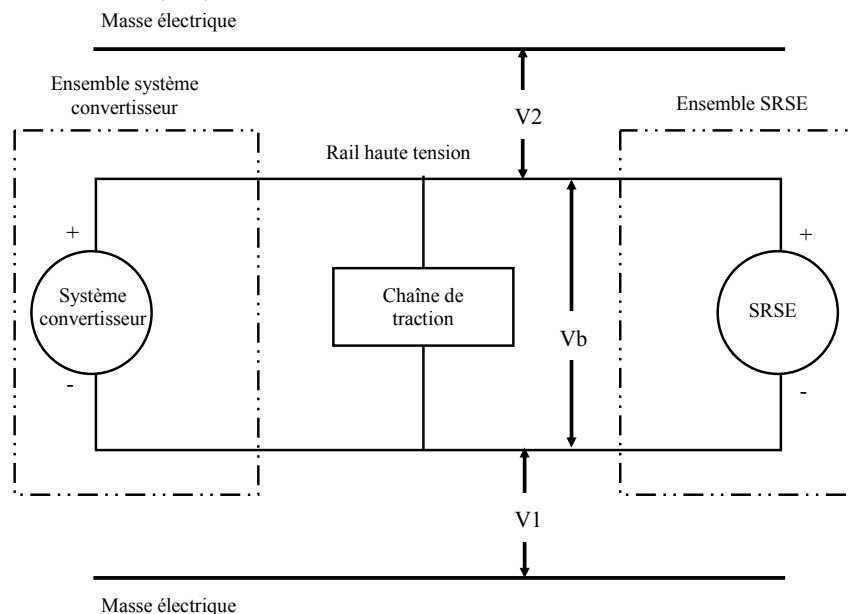 Masse électrique
Ensemble système
convertisseur
V2
Ensemble SRSE
Rail haute tension
+
+
Système
convertisseur
Chaîne de
traction
Vb
SRSE
-
-
V1
Masse électrique